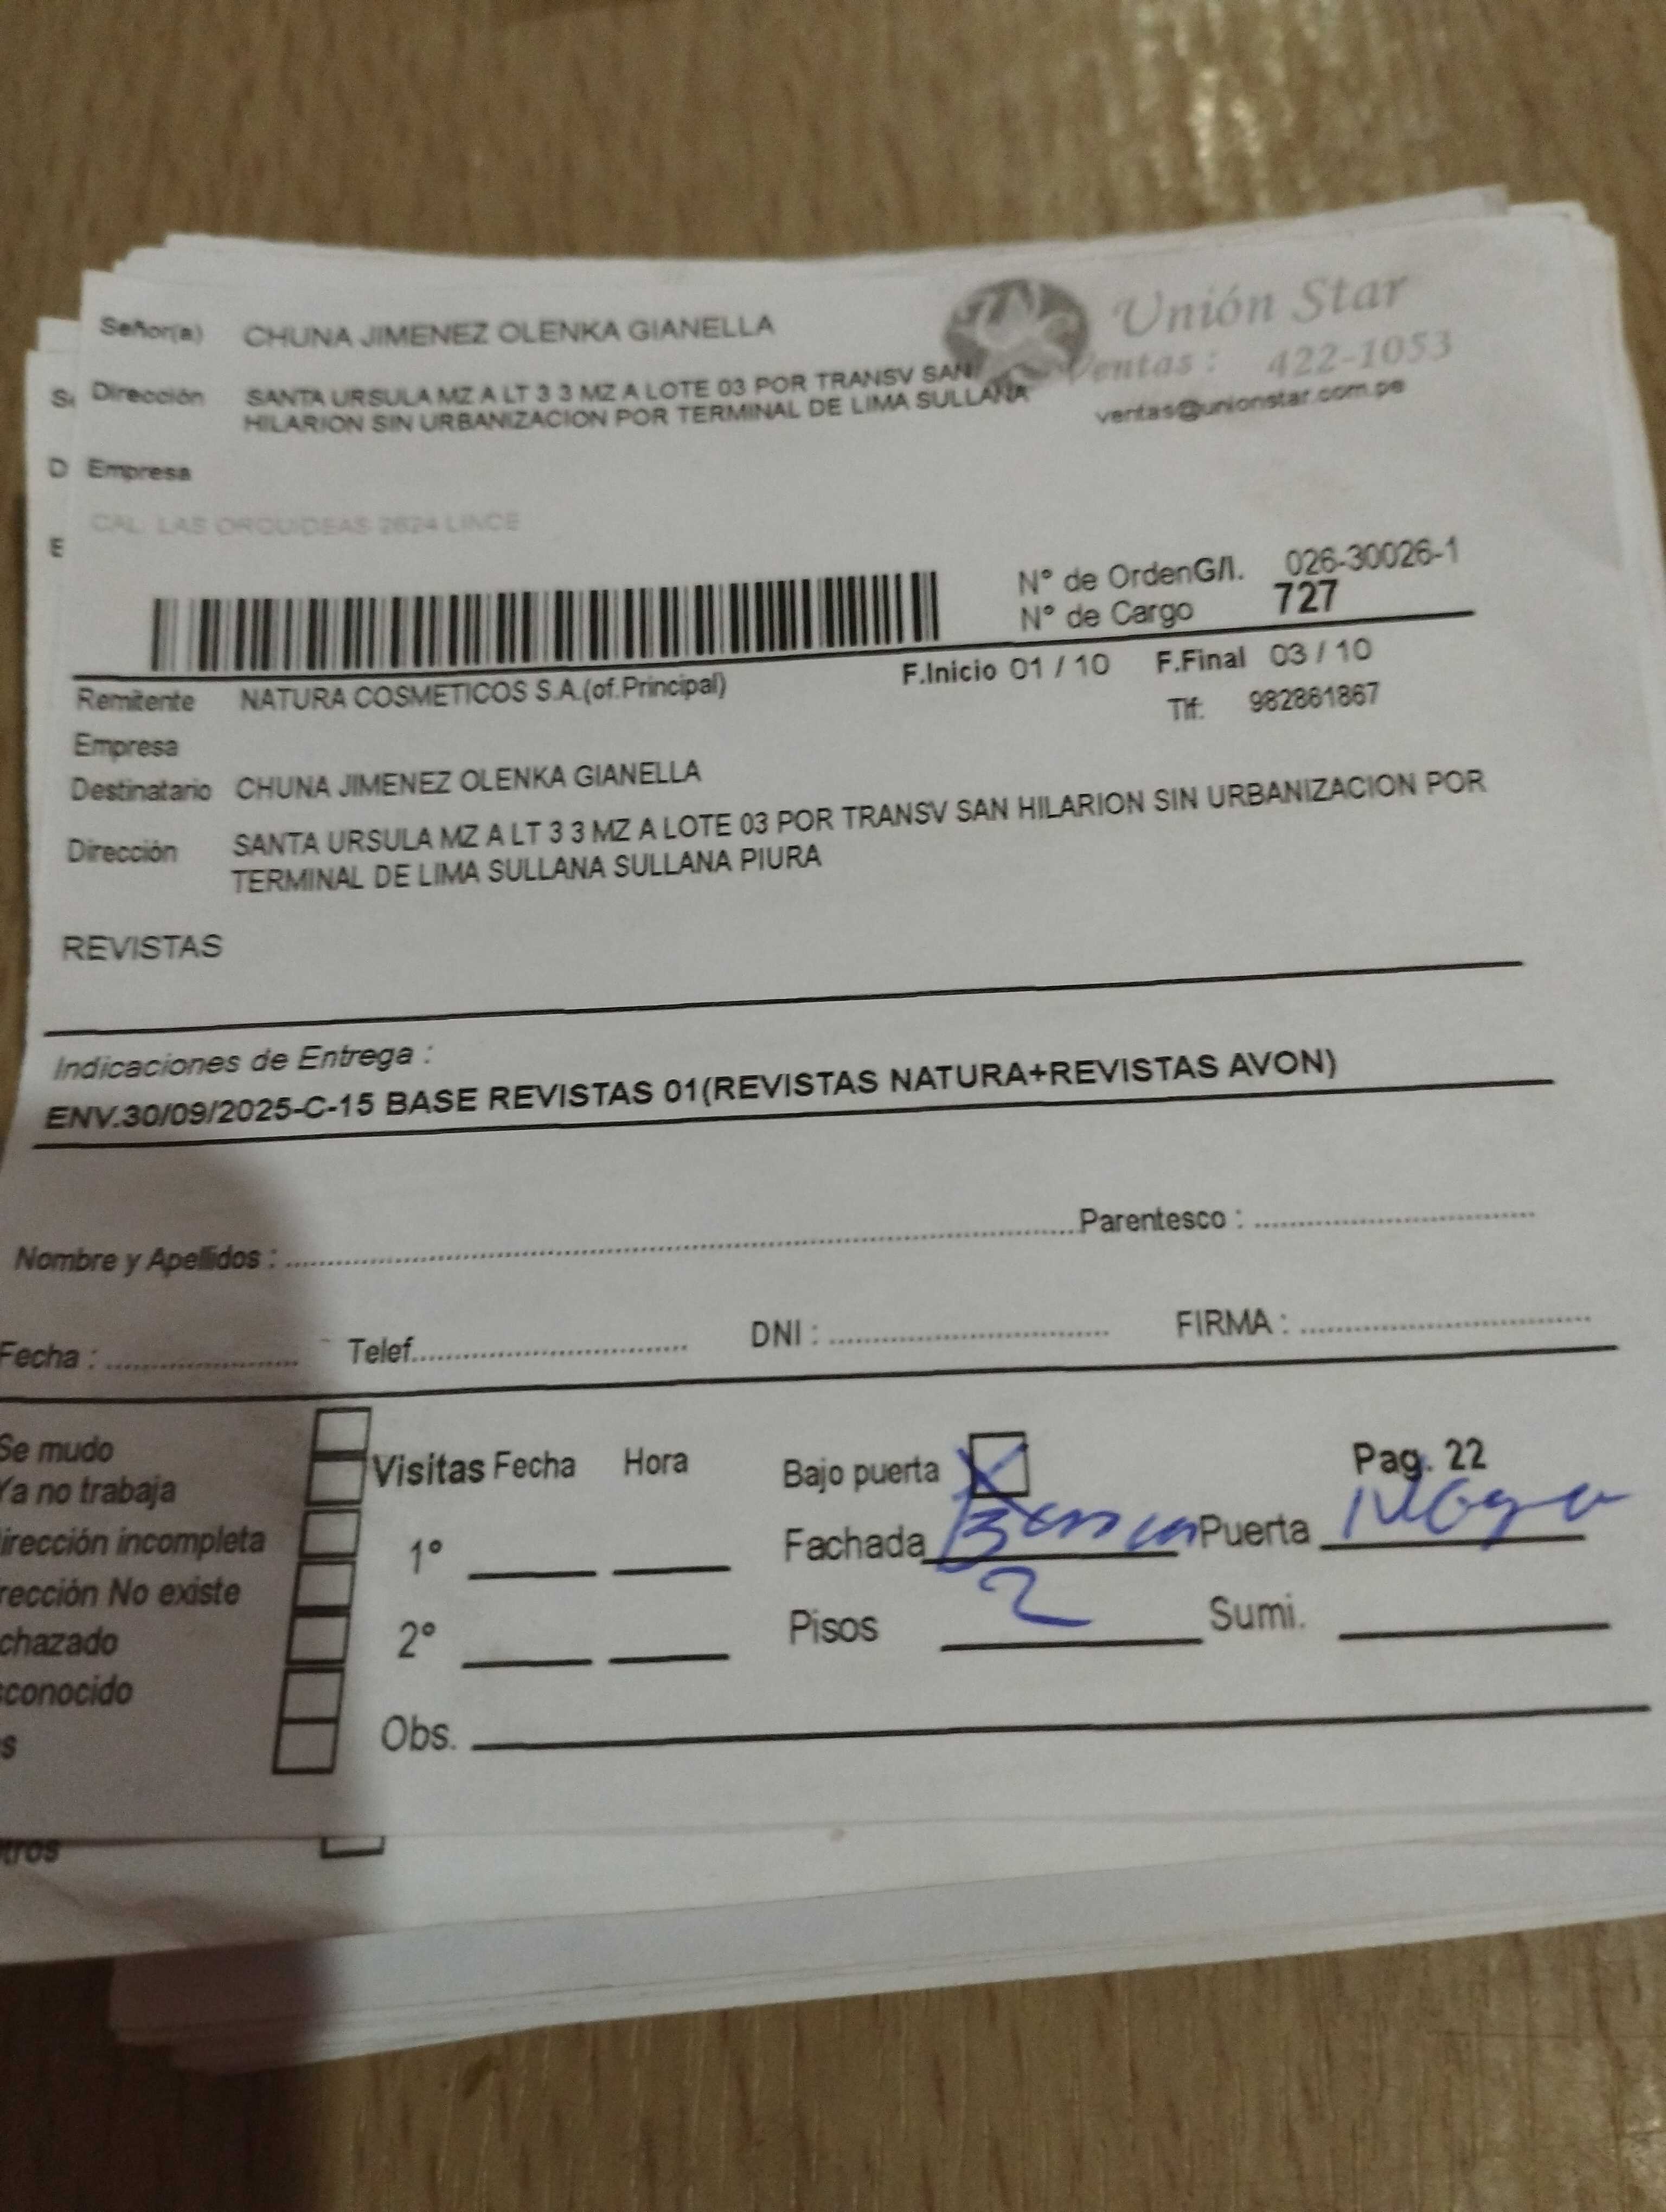 Señor(a) CHUNA JIMENEZ OLENKA GIANELLA
Unión Star
Ventas : 422-1053
ventas@unionstar.com.pe
Dirección SANTA URSULA MZ A LT 3 3 MZ A LOTE 03 POR TRANSV SAN
HILARION SIN URBANIZACION POR TERMINAL DE LIMA SULLANA
D Empresa
CAL. LAS ORQUIDEAS 2624 LINCE
E
N° de OrdenG/I. 026-30026-1
N° de Cargo 727
Remitente NATURA COSMETICOS S.A.(of.Principal) F.Inicio 01 / 10 F.Final 03 / 10
Empresa Tlf: 982861867
Destinatario CHUNA JIMENEZ OLENKA GIANELLA
Dirección SANTA URSULA MZ A LT 3 3 MZ A LOTE 03 POR TRANSV SAN HILARION SIN URBANIZACION POR
TERMINAL DE LIMA SULLANA SULLANA PIURA
REVISTAS
Indicaciones de Entrega :
ENV.30/09/2025-C-15 BASE REVISTAS 01(REVISTAS NATURA+REVISTAS AVON)
Nombre y Apellidos : Parentesco :
Fecha : Telef. DNI : FIRMA :
Se mudo
Ya no trabaja
irección incompleta
rección No existe
chazado
conocido
s
Visitas Fecha Hora
1°
2°
Obs.
Bajo puerta X Pag. 22
Fachada Puerta
Pisos 2 Sumi.
tros